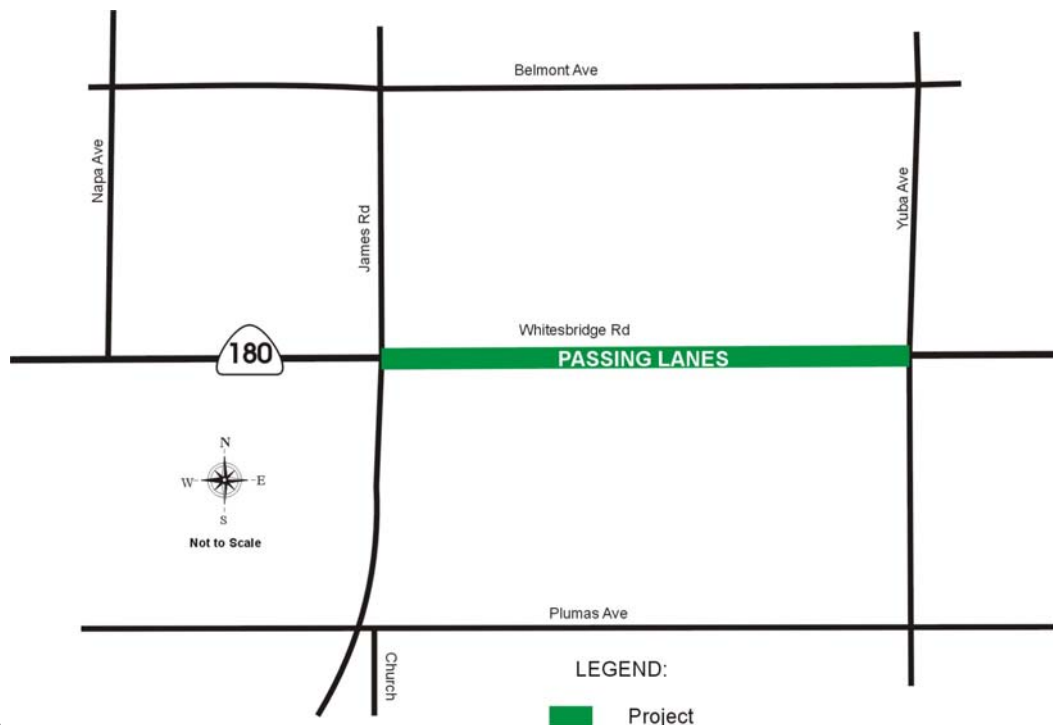 Belmont Ave
Napa Ave
James Rd
Yuba Ave
Whitesbridge Rd
180
PASSING LANES
N
W
E
S
Not to Scale
Plumas Ave
Church
LEGEND:
Project